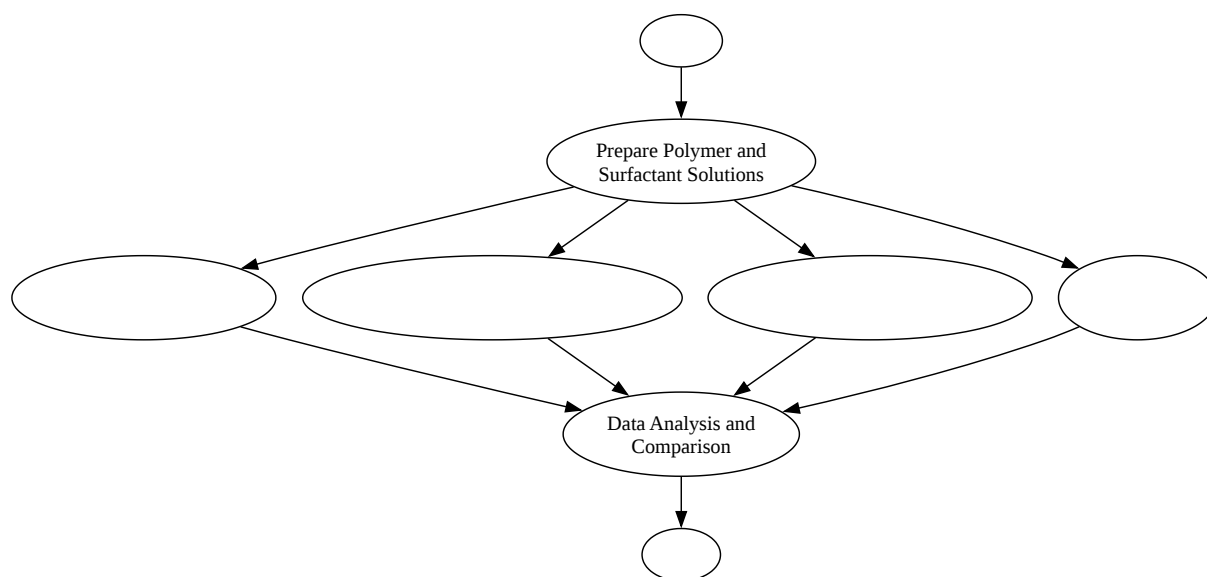 Prepare Polymer and
Surfactant Solutions
Data Analysis and
Comparison